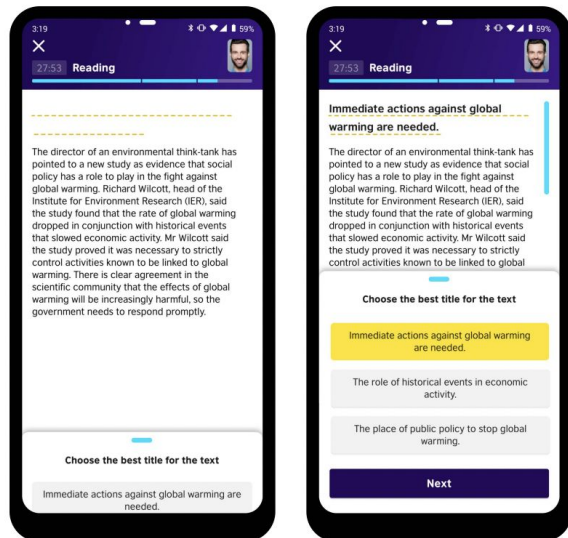 3:19
59%
27:53 Reading
The director of an environmental think-tank has
pointed to a new study as evidence that social
policy has a role to play in the fight against
global warming. Richard Wilcott, head of the
Institute for Environment Research (IER), said
the study found that the rate of global warming
dropped in conjunction with historical events
that slowed economic activity. Mr Wilcott said
the study proved it was necessary to strictly
control activities known to be linked to global
warming. There is clear agreement in the
scientific community that the effects of global
warming will be increasingly harmful, so the
government needs to respond promptly.
Choose the best title for the text
Immediate actions against global warming are
needed.
3:19
59%
27:53 Reading
Immediate actions against global
warming are needed.
The director of an environmental think-tank has
pointed to a new study as evidence that social
policy has a role to play in the fight against
global warming. Richard Wilcott, head of the
Institute for Environment Research (IER), said
the study found that the rate of global warming
dropped in conjunction with historical events
that slowed economic activity. Mr Wilcott said
the study proved it was necessary to strictly
control activities known to be linked to global
Choose the best title for the text
Immediate actions against global warming
are needed.
The role of historical events in economic
activity.
The place of public policy to stop global
warming.
Next